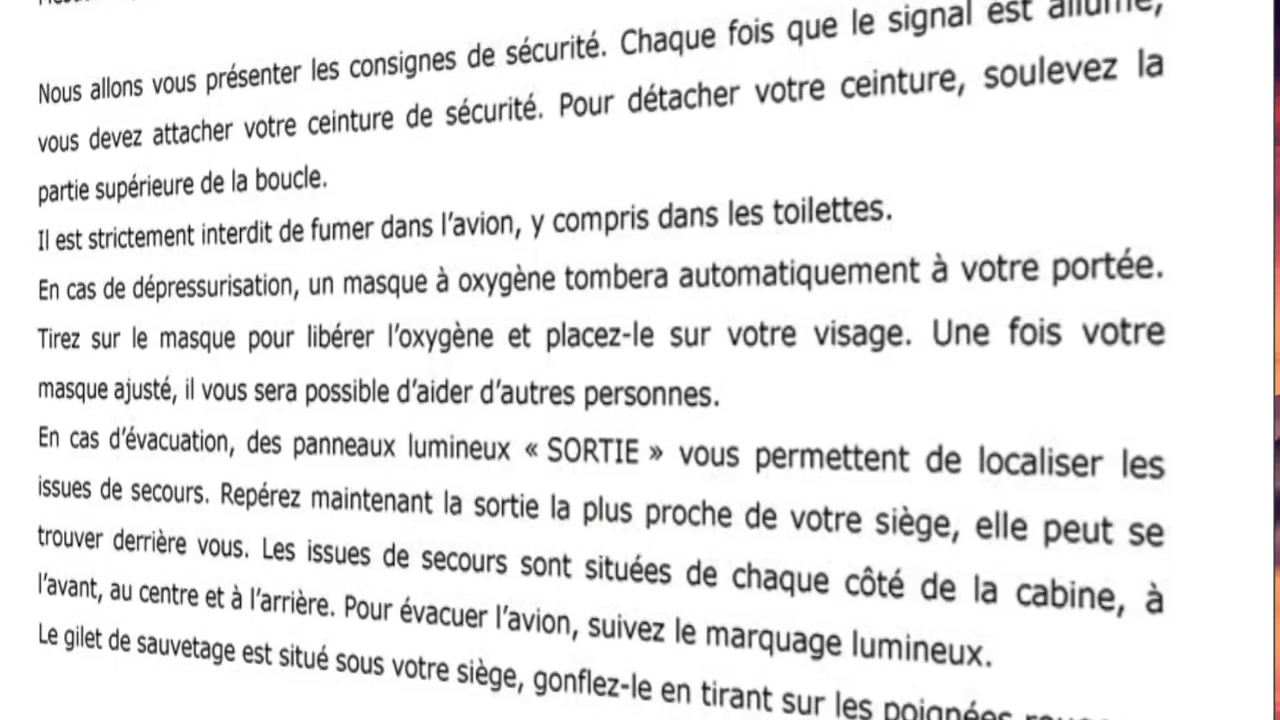 Nous allons vous présenter les consignes de sécurité. Chaque fois que le signal est allumé,
vous devez attacher votre ceinture de sécurité. Pour détacher votre ceinture, soulevez la
partie supérieure de la boucle.
Il est strictement interdit de fumer dans l'avion, y compris dans les toilettes.
En cas de dépressurisation, un masque à oxygène tombera automatiquement à votre portée.
Tirez sur le masque pour libérer l'oxygène et placez-le sur votre visage. Une fois votre
masque ajusté, il vous sera possible d'aider d'autres personnes.
En cas d'évacuation, des panneaux lumineux « SORTIE » vous permettent de localiser les
issues de secours. Repérez maintenant la sortie la plus proche de votre siège, elle peut se
trouver derrière vous. Les issues de secours sont situées de chaque côté de la cabine, à
l'avant, au centre et à l'arrière. Pour évacuer l'avion, suivez le marquage lumineux.
Le gilet de sauvetage est situé sous votre siège, gonflez-le en tirant sur les poignées